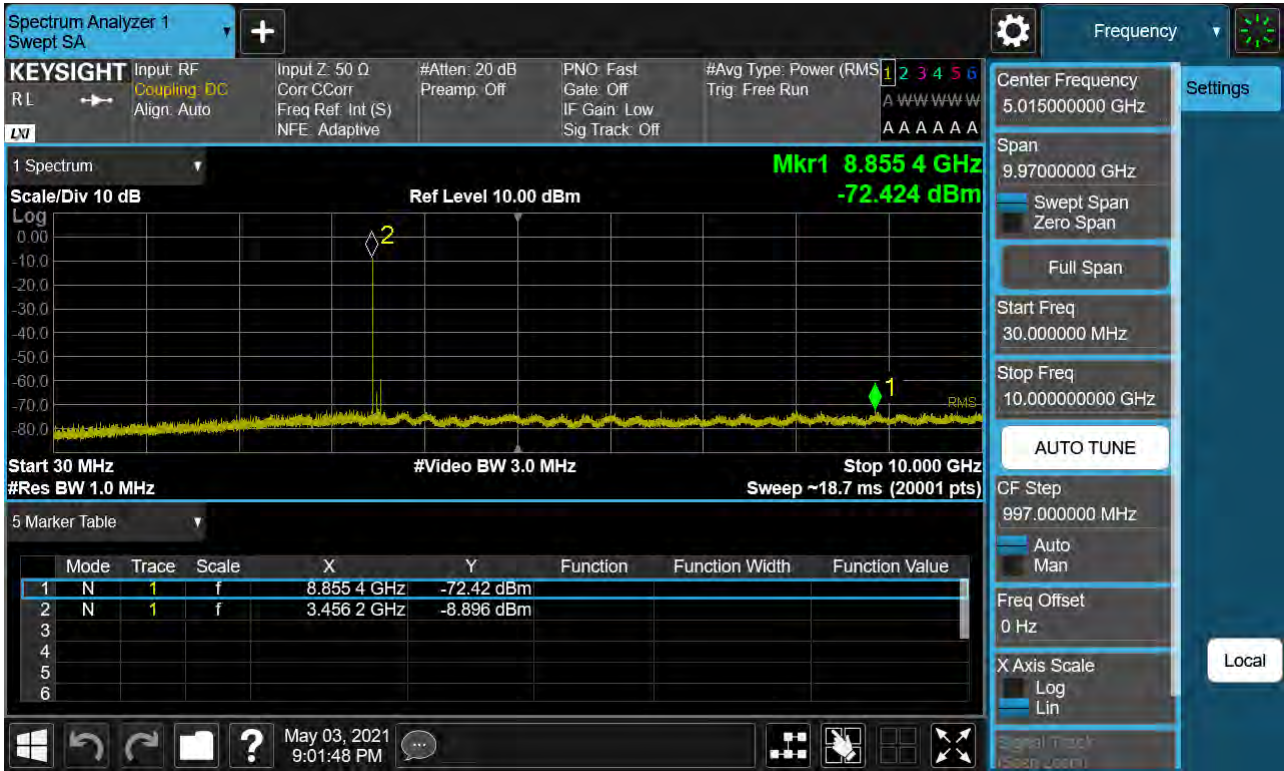 Spectrum Analyzer 1
Swept SA
+
Frequency
KEYSIGHT
RL
LXI
Input: RF
Coupling: DC
Align: Auto
Input Z: 50 Ω
Corr CCorr
Freq Ref: Int (S)
NFE: Adaptive
#Atten: 20 dB
Preamp: Off
PNO: Fast
Gate: Off
IF Gain: Low
Sig Track: Off
#Avg Type: Power (RMS
Trig: Free Run
1 2 3 4 5 6
A W W W W W
A A A A A A
1 Spectrum
Scale/Div 10 dB
Ref Level 10.00 dBm
Mkr1 8.855 4 GHz
-72.424 dBm
Log
0.00
-10.0
-20.0
-30.0
-40.0
-50.0
-60.0
-70.0
-80.0
2
1
RMS
Start 30 MHz
#Video BW 3.0 MHz
Stop 10.000 GHz
#Res BW 1.0 MHz
Sweep ~18.7 ms (20001 pts)
5 Marker Table
Mode Trace Scale X Y Function Function Width Function Value
1 N 1 f 8.855 4 GHz -72.42 dBm
2 N 1 f 3.456 2 GHz -8.896 dBm
3
4
5
6
May 03, 2021
9:01:48 PM
?
Center Frequency
5.015000000 GHz
Span
9.97000000 GHz
Swept Span
Zero Span
Full Span
Start Freq
30.000000 MHz
Stop Freq
10.000000000 GHz
AUTO TUNE
CF Step
997.000000 MHz
Auto
Man
Freq Offset
0 Hz
X Axis Scale
Log
Lin
Signal Track
(Span Zoom)
Settings
Local